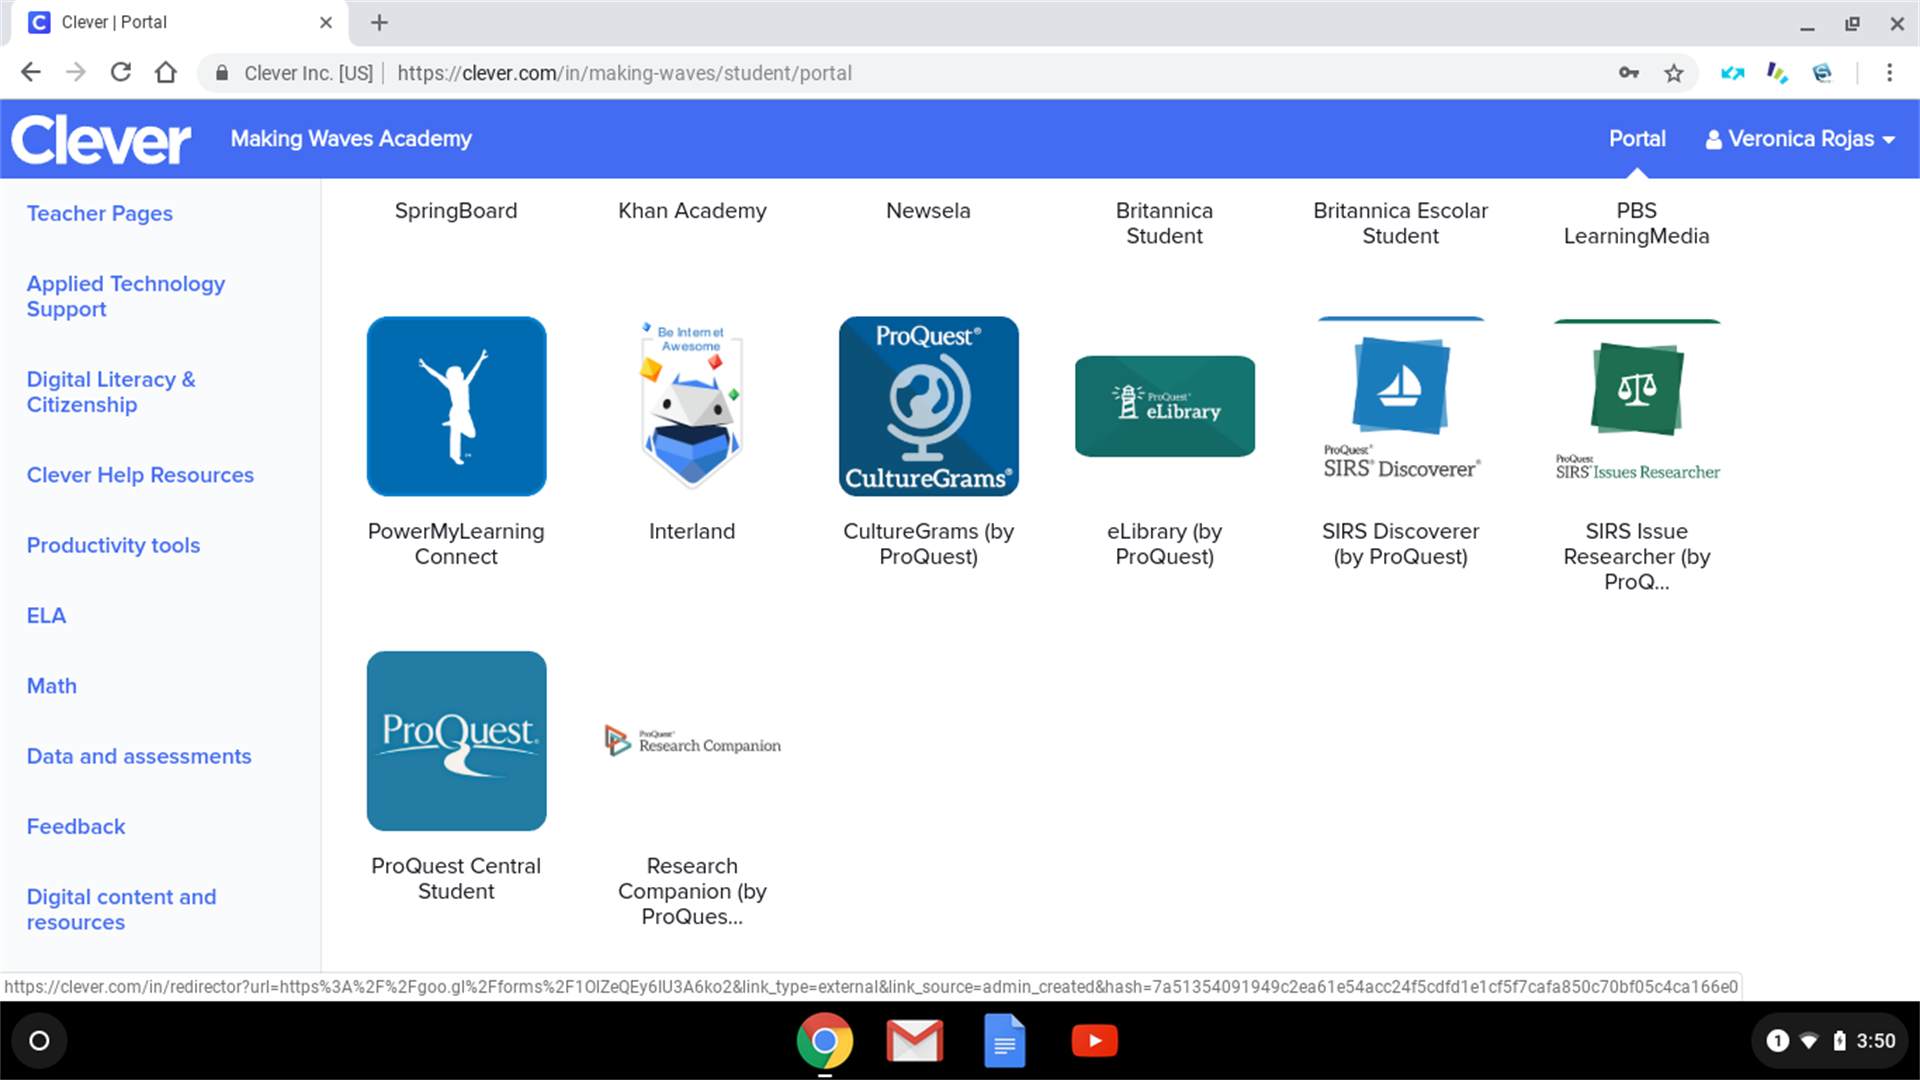 Clever | Portal
Clever Inc. [US]
https://clever.com/in/making-waves/student/portal
Clever
Making Waves Academy
Portal
Veronica Rojas
Teacher Pages
Applied Technology
Support
Digital Literacy &
Citizenship
Clever Help Resources
Productivity tools
ELA
Math
Data and assessments
Feedback
Digital content and
resources
SpringBoard
Khan Academy
Newsela
Britannica
Student
Britannica Escolar
Student
PBS
LearningMedia
PowerMyLearning
Connect
Be Internet
Awesome
Interland
ProQuest®
CultureGrams®
CultureGrams (by
ProQuest)
ProQuest®
eLibrary
eLibrary (by
ProQuest)
ProQuest®
SIRS® Discoverer®
SIRS Discoverer
(by ProQuest)
ProQuest
SIRS® Issues Researcher
SIRS Issue
Researcher (by
ProQ...
ProQuest
ProQuest Central
Student
ProQuest®
Research Companion
Research
Companion (by
ProQues...
https://clever.com/in/redirector?url=https%3A%2F%2Fgoo.gl%2Fforms%2F1OlZeQEy6lU3A6ko2&link_type=external&link_source=admin_created&hash=7a51354091949c2ea61e54acc24f5cdfd1e1cf5f7cafa850c70bf05c4ca166e0
1
3:50